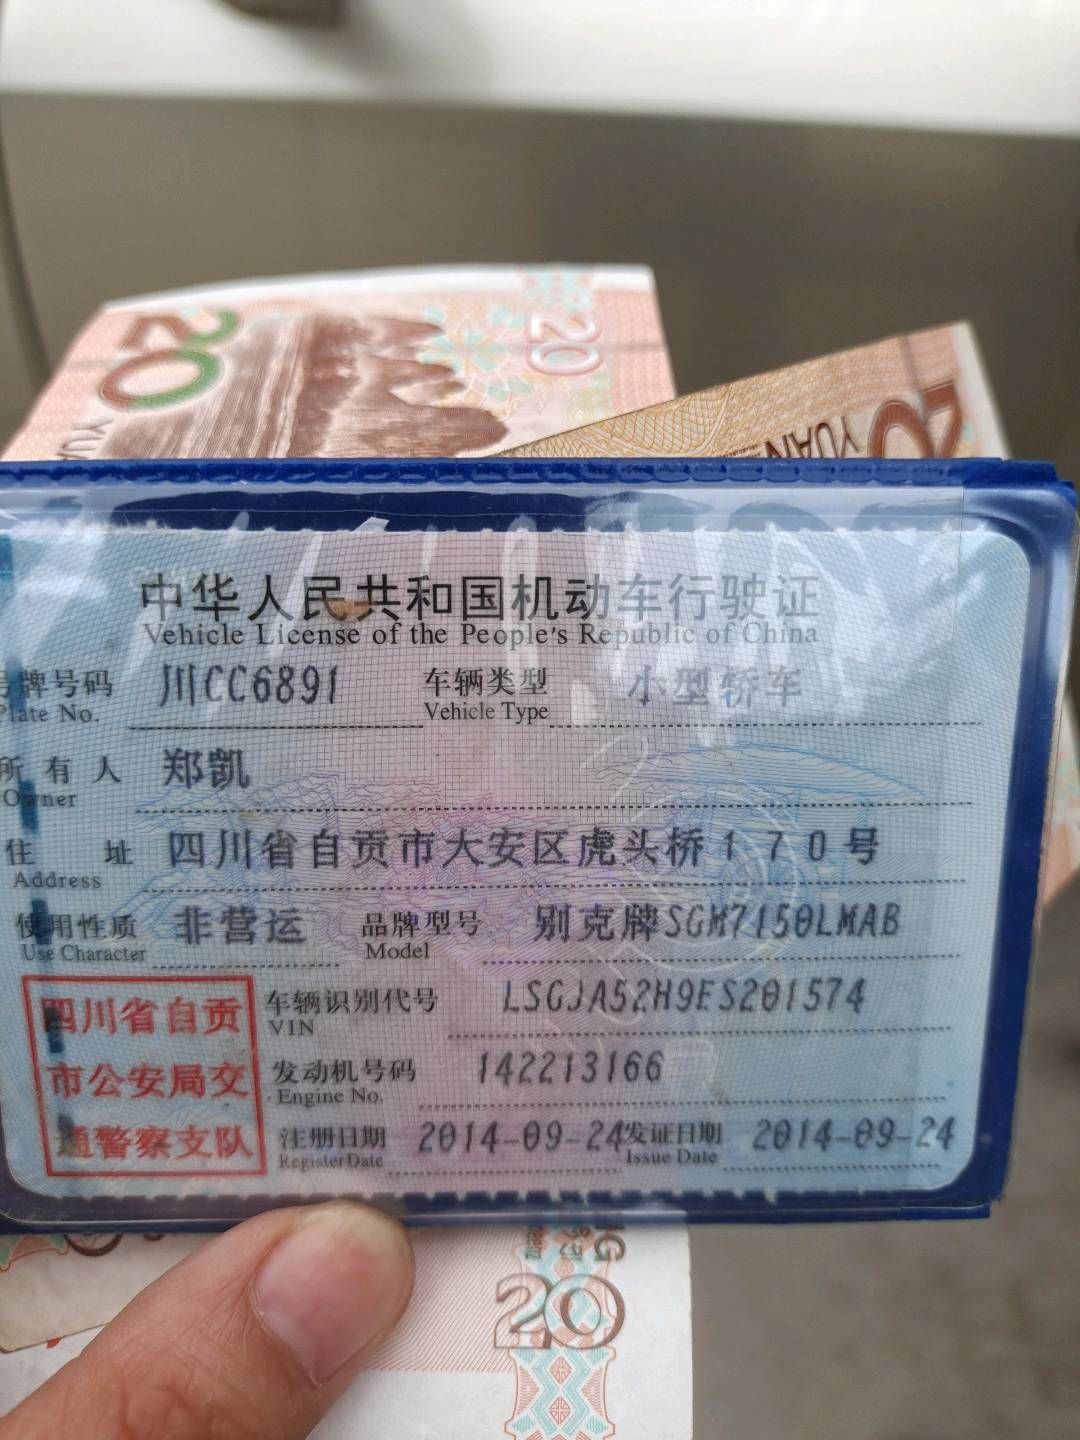 20
20
YUAN
YUAN
20
中华人民共和国机动车行驶证
Vehicle License of the People's Republic of China
号牌号码 川CC6891 车辆类型 小型轿车
Plate No. Vehicle Type
所有人 郑凯
Owner
住址 四川省自贡市大安区虎头桥170号
Address
使用性质 非营运 品牌型号 别克牌SGM7150LMAB
Use Character Model
四川省自贡 车辆识别代号 LSGJA52H9ES201574
VIN
市公安局交 发动机号码 142213166
Engine No.
通警察支队 注册日期 2014-09-24 发证日期 2014-09-24
Register Date Issue Date
20